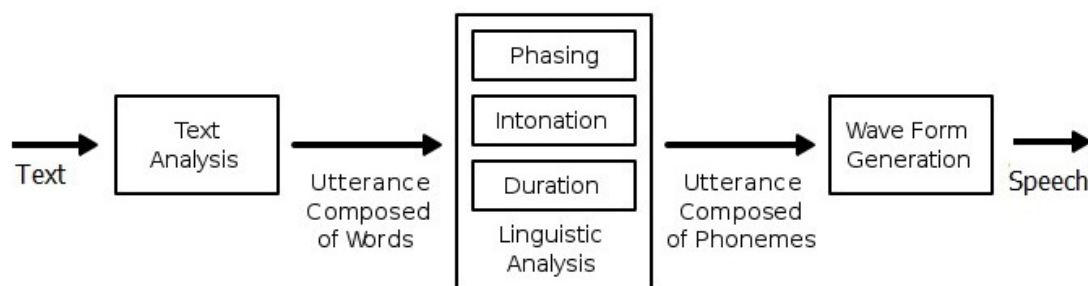 Text
Text
Analysis
Utterance
Composed
of Words
Phasing
Intonation
Duration
Linguistic
Analysis
Utterance
Composed
of Phonemes
Wave Form
Generation
Speech